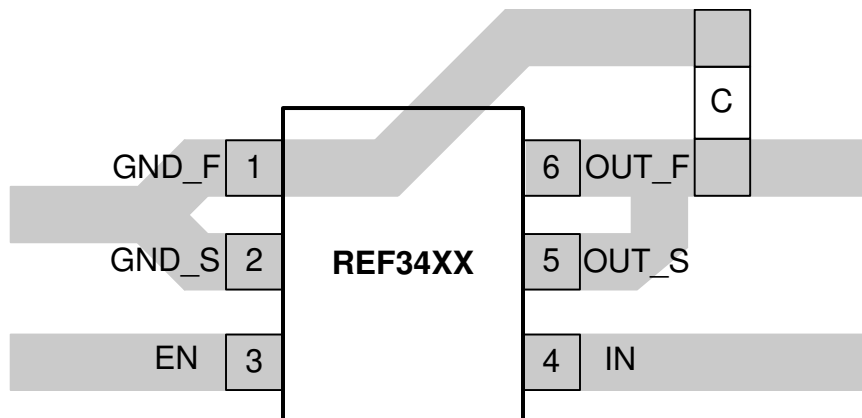 C
GND_F 1 6 OUT_F
GND_S 2 REF34XX 5 OUT_S
EN 3 4 IN